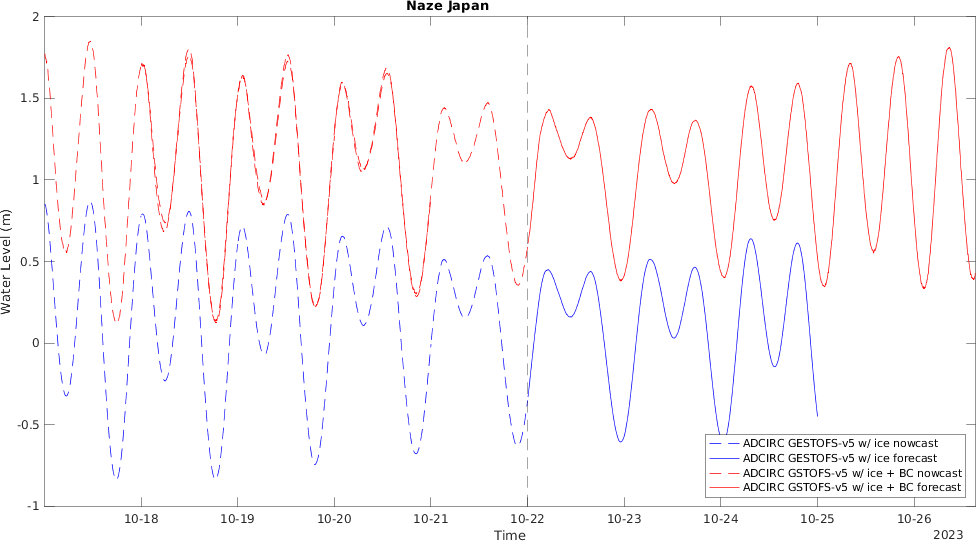 Naze Japan
2
1.5
1
0.5
0
-0.5
-1
Water Level (m)
10-18 10-19 10-20 10-21 10-22 10-23 10-24 10-25 10-26
Time
2023
ADCIRC GESTOFS-v5 w/ ice nowcast
ADCIRC GESTOFS-v5 w/ ice forecast
ADCIRC GSTOFS-v5 w/ ice + BC nowcast
ADCIRC GSTOFS-v5 w/ ice + BC forecast